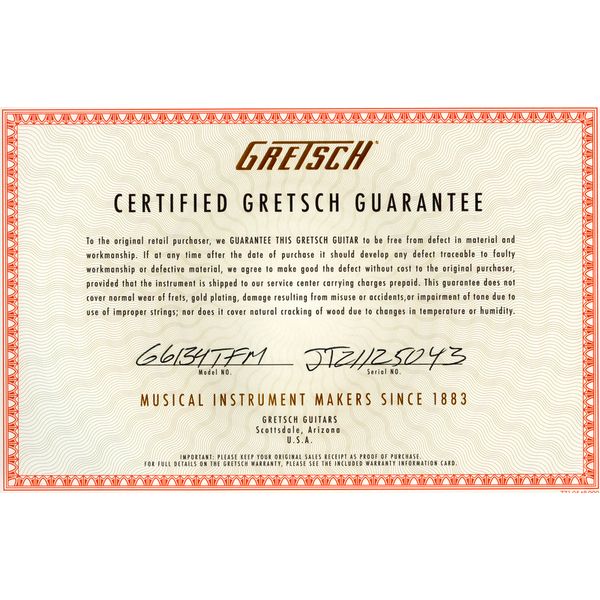 GRETSCH
CERTIFIED GRETSCH GUARANTEE
To the original retail purchaser, we GUARANTEE THIS GRETSCH GUITAR to be free from defect in material and
workmanship. If at any time after the date of purchase it should develop any defect traceable to faulty
workmanship or defective material, we agree to make good the defect without cost to the original purchaser,
provided that the instrument is shipped to our service center carrying charges prepaid. This guarantee does not
cover normal wear of frets, gold plating, damage resulting from misuse or accidents,or impairment of tone due to
use of improper strings; nor does it cover natural cracking of wood due to changes in temperature or humidity.
G6134TFM JT21125043
Model NO. Serial NO.
MUSICAL INSTRUMENT MAKERS SINCE 1883
GRETSCH GUITARS
Scottsdale, Arizona
U.S.A.
IMPORTANT: PLEASE KEEP YOUR ORIGINAL SALES RECEIPT AS PROOF OF PURCHASE.
FOR FULL DETAILS ON THE GRETSCH WARRANTY, PLEASE SEE THE INCLUDED WARRANTY INFORMATION CARD.